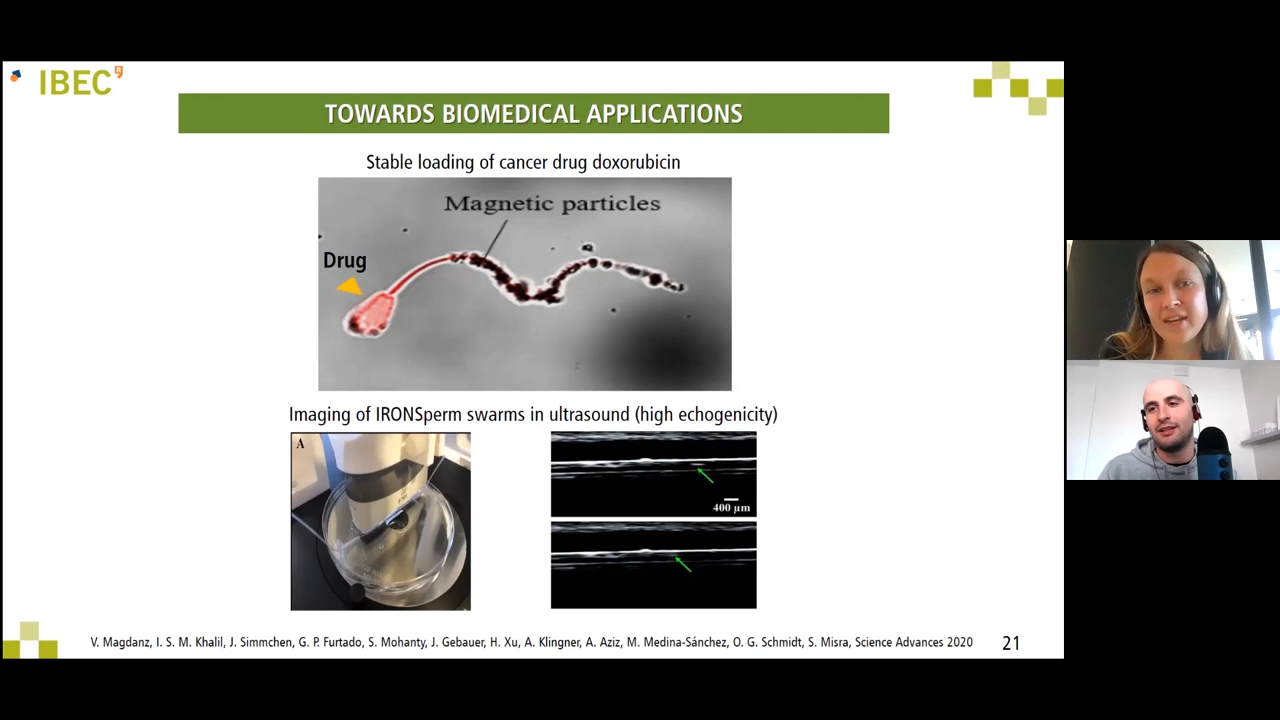 IBEC
TOWARDS BIOMEDICAL APPLICATIONS
Stable loading of cancer drug doxorubicin
Magnetic particles
Drug
Imaging of IRONSperm swarms in ultrasound (high echogenicity)
A
400 µm
V. Magdanz, I. S. M. Khalil, J. Simmchen, G. P. Furtado, S. Mohanty, J. Gebauer, H. Xu, A. Klingner, A. Aziz, M. Medina-Sánchez, O. G. Schmidt, S. Misra, Science Advances 2020
21